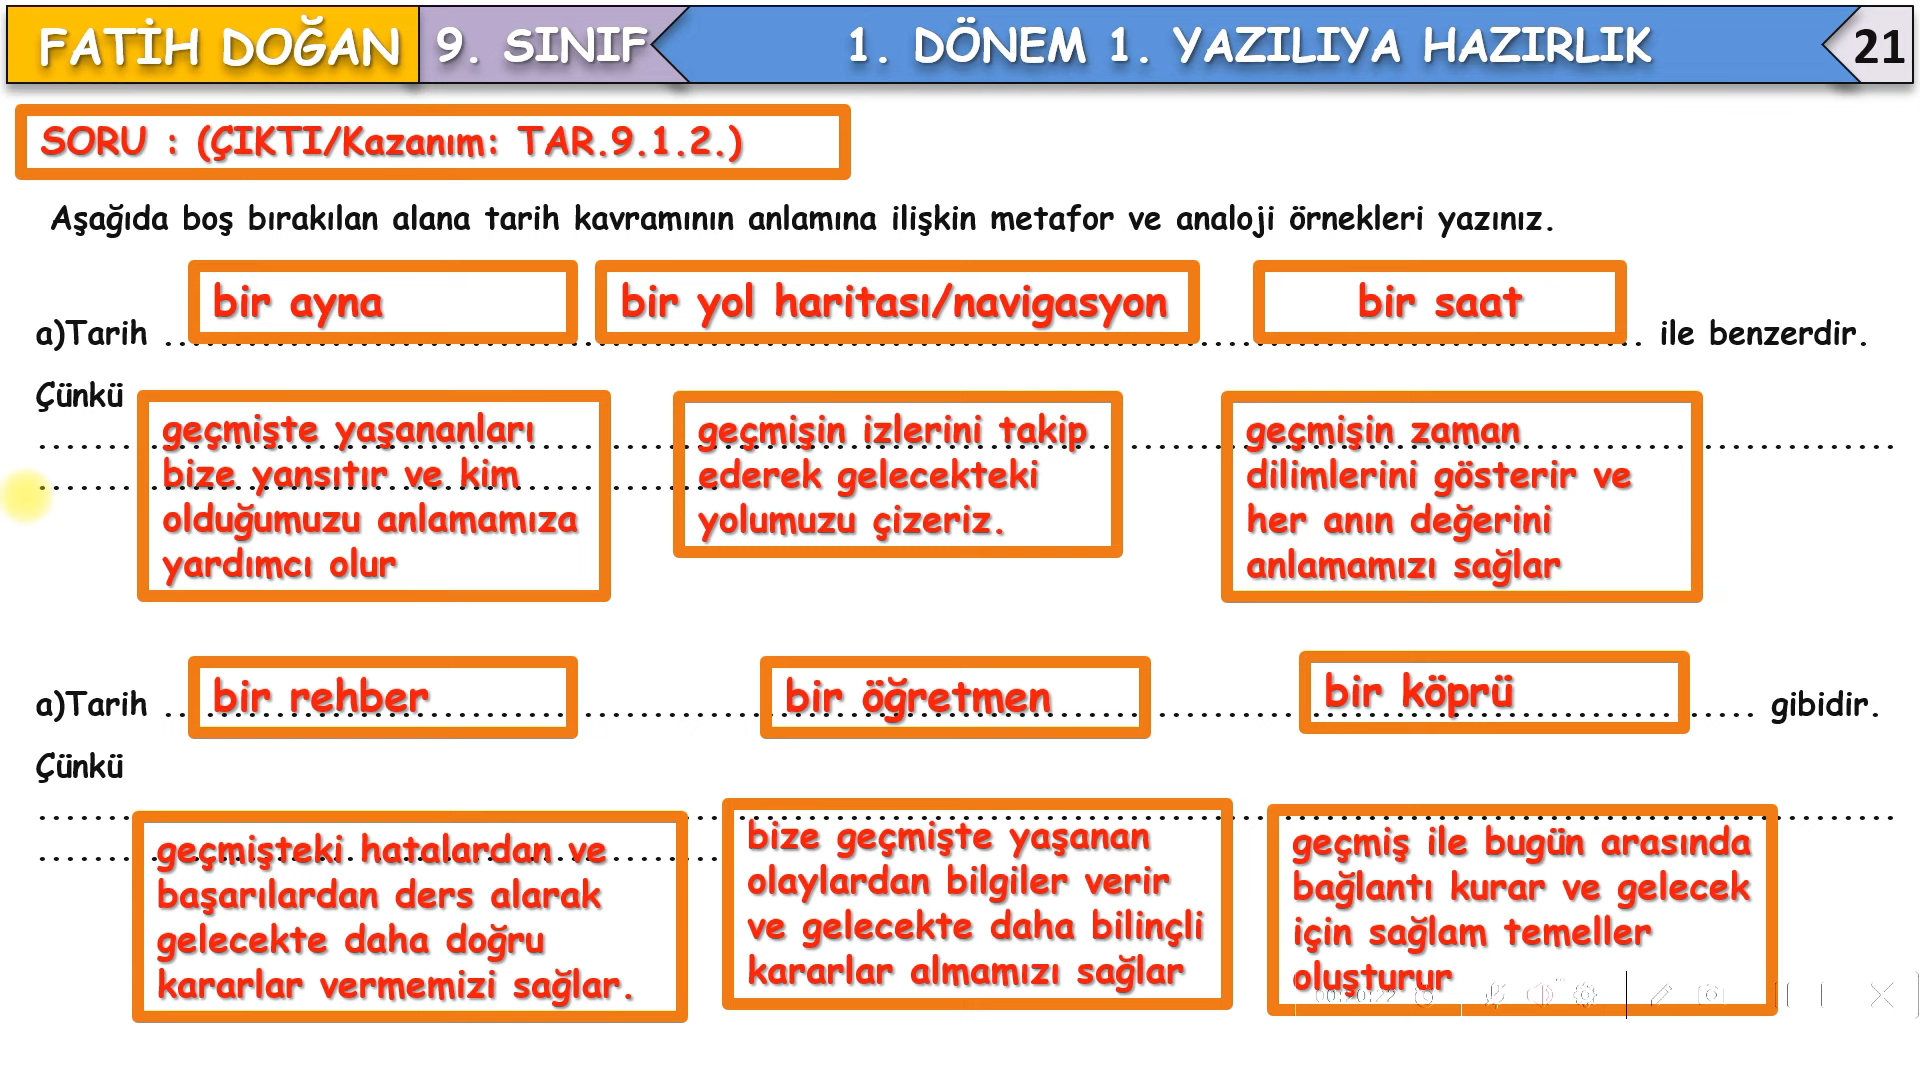 FATİH DOĞAN 9. SINIF 1. DÖNEM 1. YAZILIYA HAZIRLIK 21
SORU : (ÇIKTI/Kazanım: TAR.9.1.2.)
Aşağıda boş bırakılan alana tarih kavramının anlamına ilişkin metafor ve analoji örnekleri yazınız.
a)Tarih bir ayna bir yol haritası/navigasyon bir saat ile benzerdir.
Çünkü
geçmişte yaşananları
bize yansıtır ve kim
olduğumuzu anlamamıza
yardımcı olur
geçmişin izlerini takip
ederek gelecekteki
yolumuzu çizeriz.
geçmişin zaman
dilimlerini gösterir ve
her anın değerini
anlamamızı sağlar
a)Tarih bir rehber bir öğretmen bir köprü gibidir.
Çünkü
geçmişteki hatalardan ve
başarılardan ders alarak
gelecekte daha doğru
kararlar vermemizi sağlar.
bize geçmişte yaşanan
olaylardan bilgiler verir
ve gelecekte daha bilinçli
kararlar almamızı sağlar
geçmiş ile bugün arasında
bağlantı kurar ve gelecek
için sağlam temeller
oluşturur